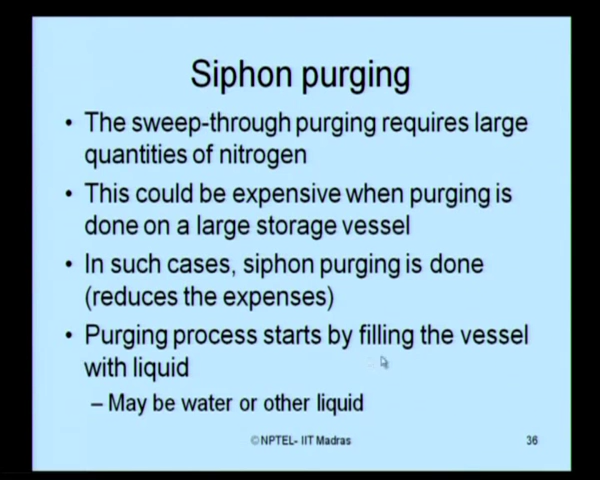 Siphon purging
• The sweep-through purging requires large
quantities of nitrogen
• This could be expensive when purging is
done on a large storage vessel
• In such cases, siphon purging is done
(reduces the expenses)
• Purging process starts by filling the vessel
with liquid
– May be water or other liquid
©NPTEL- IIT Madras
36